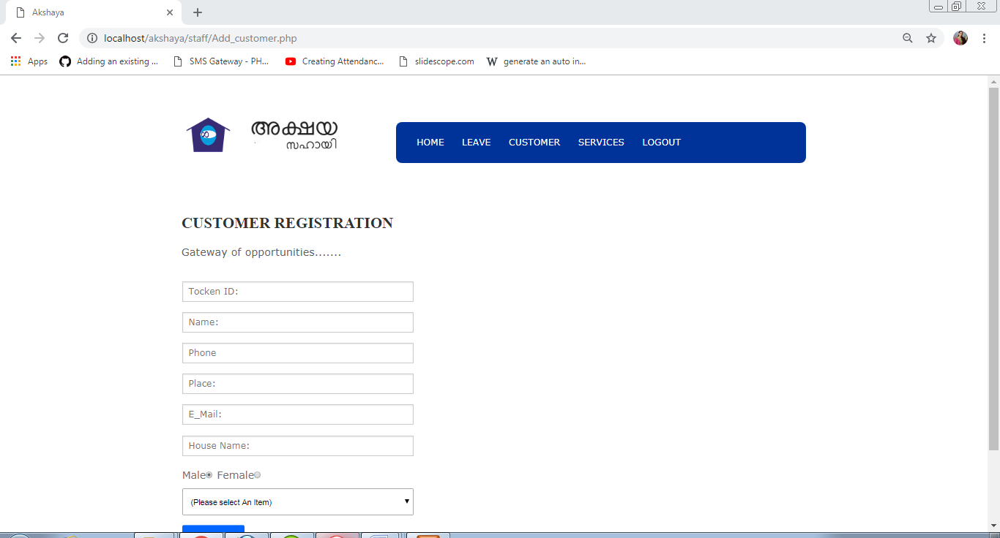 Akshaya
localhost/akshaya/staff/Add_customer.php
Apps Adding an existing ... SMS Gateway - PH... Creating Attendanc... slidescope.com generate an auto in...
അക്ഷയ
സഹായി
HOME LEAVE CUSTOMER SERVICES LOGOUT
CUSTOMER REGISTRATION
Gateway of opportunities.......
Tocken ID:
Name:
Phone
Place:
E_Mail:
House Name:
Male Female
(Please select An Item)